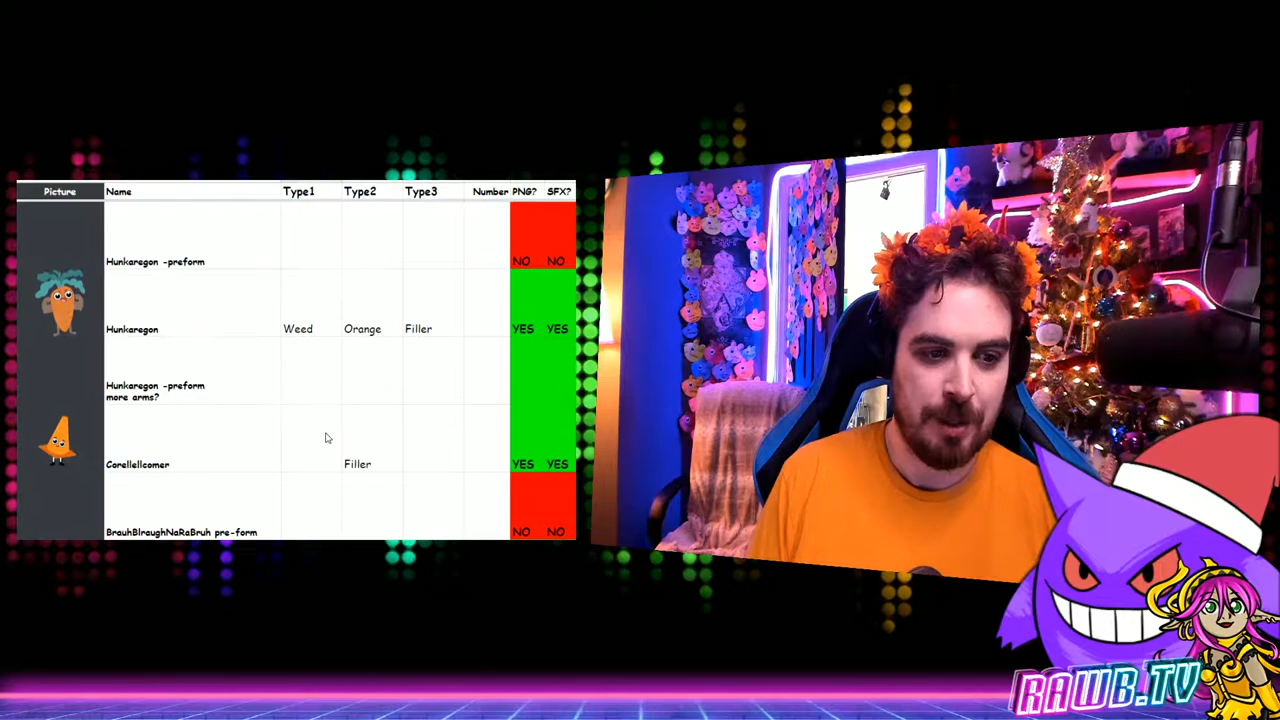 Picture Name Type1 Type2 Type3 Number PNG? SFX?
Hunkaregon -preform NO NO
Hunkaregon Weed Orange Filler YES YES
Hunkaregon -preform
more arms?
Corellellcomer Filler YES YES
BrauhBlraughNaRaBruh pre-form NO NO
RAWB.TV